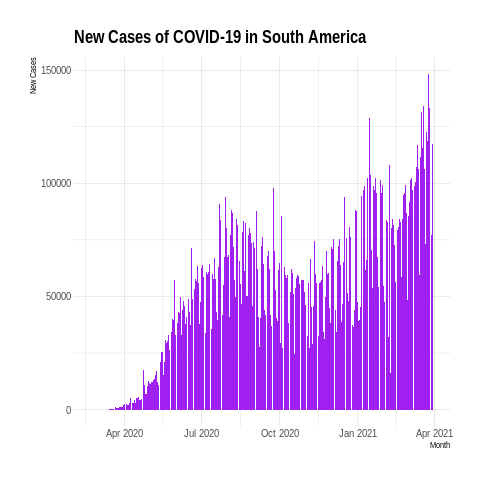 New Cases of COVID-19 in South America
New Cases
150000
100000
50000
0
Apr 2020 Jul 2020 Oct 2020 Jan 2021 Apr 2021
Month